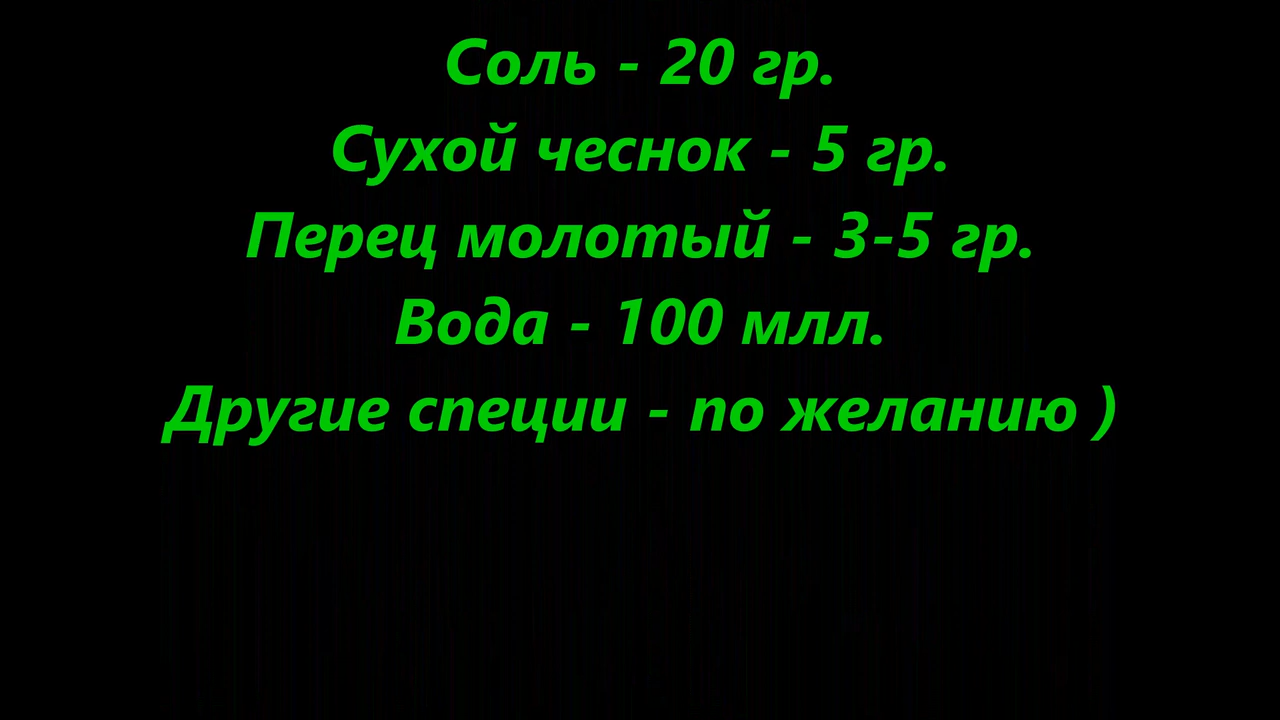 Соль - 20 гр.
Сухой чеснок - 5 гр.
Перец молотый - 3-5 гр.
Вода - 100 млл.
Другие специи - по желанию )